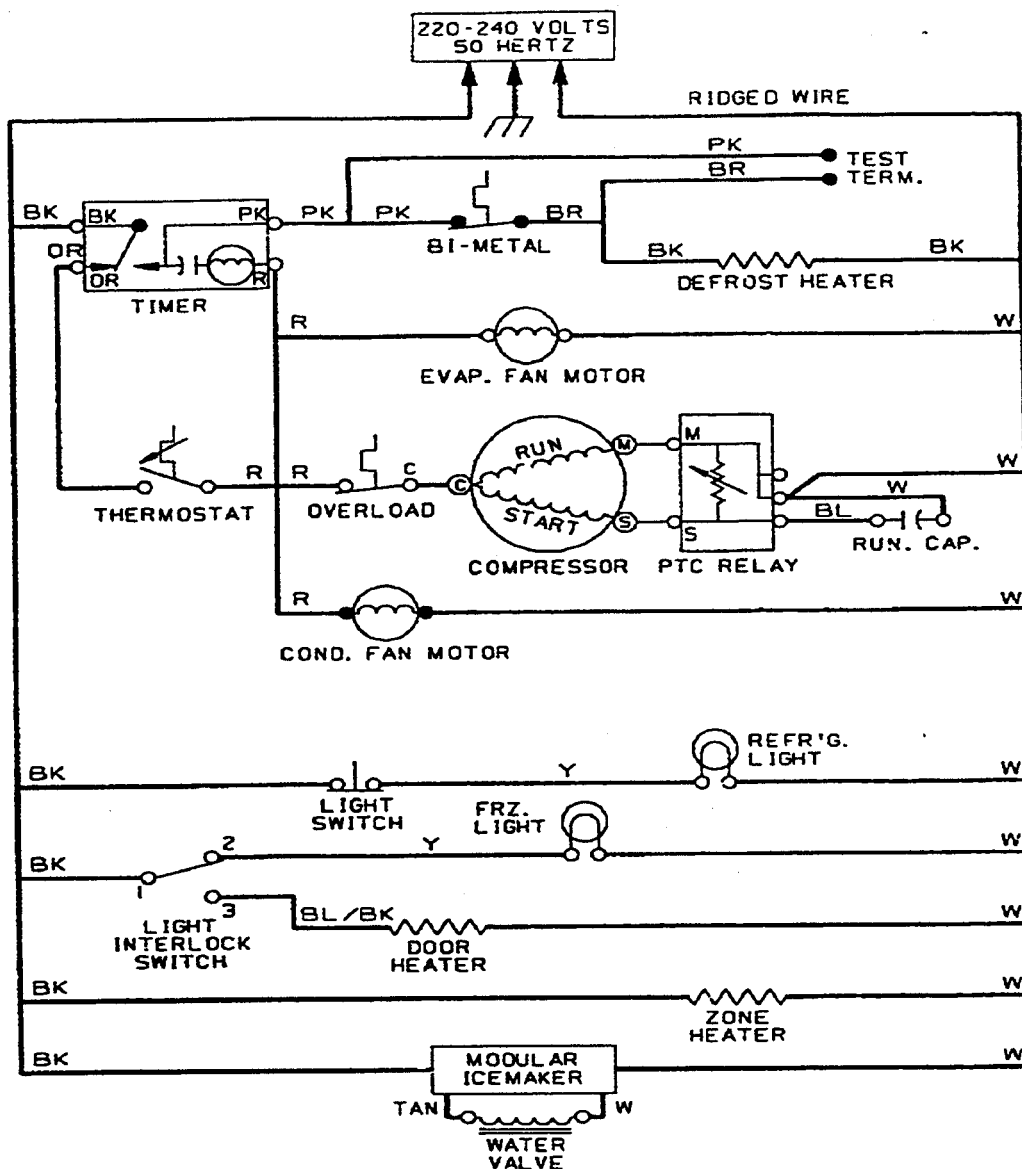 220-240 VOLTS
50 HERTZ
RIDGED WIRE
PK
TEST
BR
TERM.
BK
BK
PK
PK
PK
BR
BI-METAL
OR
OR
R
BK
BK
DEFROST HEATER
TIMER
R
W
EVAP. FAN MOTOR
RUN
M
M
THERMOSTAT
R
R
OVERLOAD
C
C
START
S
S
COMPRESSOR
PTC RELAY
W
W
BL
RUN. CAP.
R
W
COND. FAN MOTOR
REFR'G.
LIGHT
BK
Y
W
LIGHT
SWITCH
FRZ.
LIGHT
BK
2
Y
W
1
3
LIGHT
INTERLOCK
SWITCH
BL/BK
W
DOOR
HEATER
BK
W
ZONE
HEATER
BK
MODULAR
ICEMAKER
W
TAN
W
WATER
VALVE